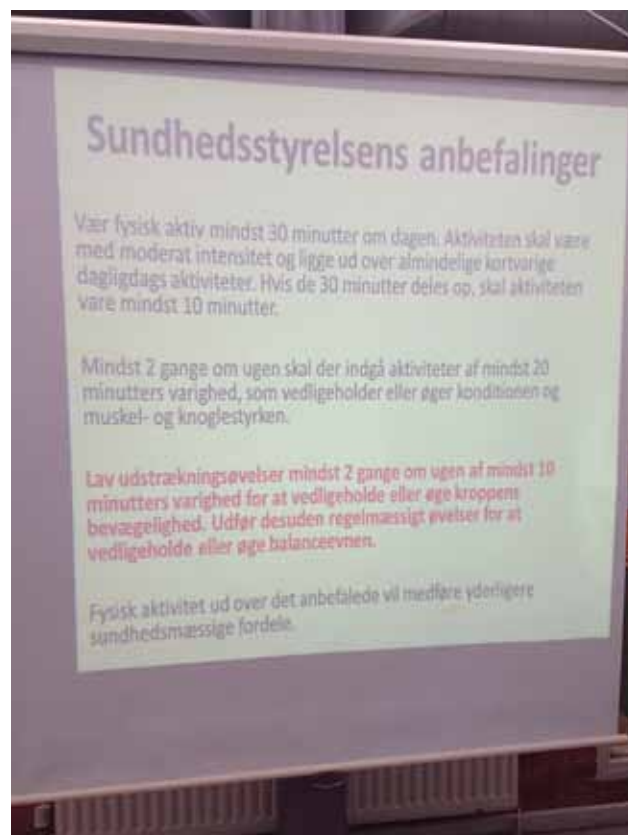 Sundhedsstyrelsens anbefalinger
Vær fysisk aktiv mindst 30 minutter om dagen. Aktiviteten skal være
med moderat intensitet og ligge ud over almindelige kortvarige
dagligdags aktiviteter. Hvis de 30 minutter deles op, skal aktiviteten
vare mindst 10 minutter.
Mindst 2 gange om ugen skal der indgå aktiviteter af mindst 20
minutters varighed, som vedligeholder eller øger konditionen og
muskel- og knoglestyrken.
Lav udstrækningsøvelser mindst 2 gange om ugen af mindst 10
minutters varighed for at vedligeholde eller øge kroppens
bevægelighed. Udfør desuden regelmæssigt øvelser for at
vedligeholde eller øge balanceevnen.
Fysisk aktivitet ud over det anbefalede vil medføre yderligere
sundhedsmæssige fordele.